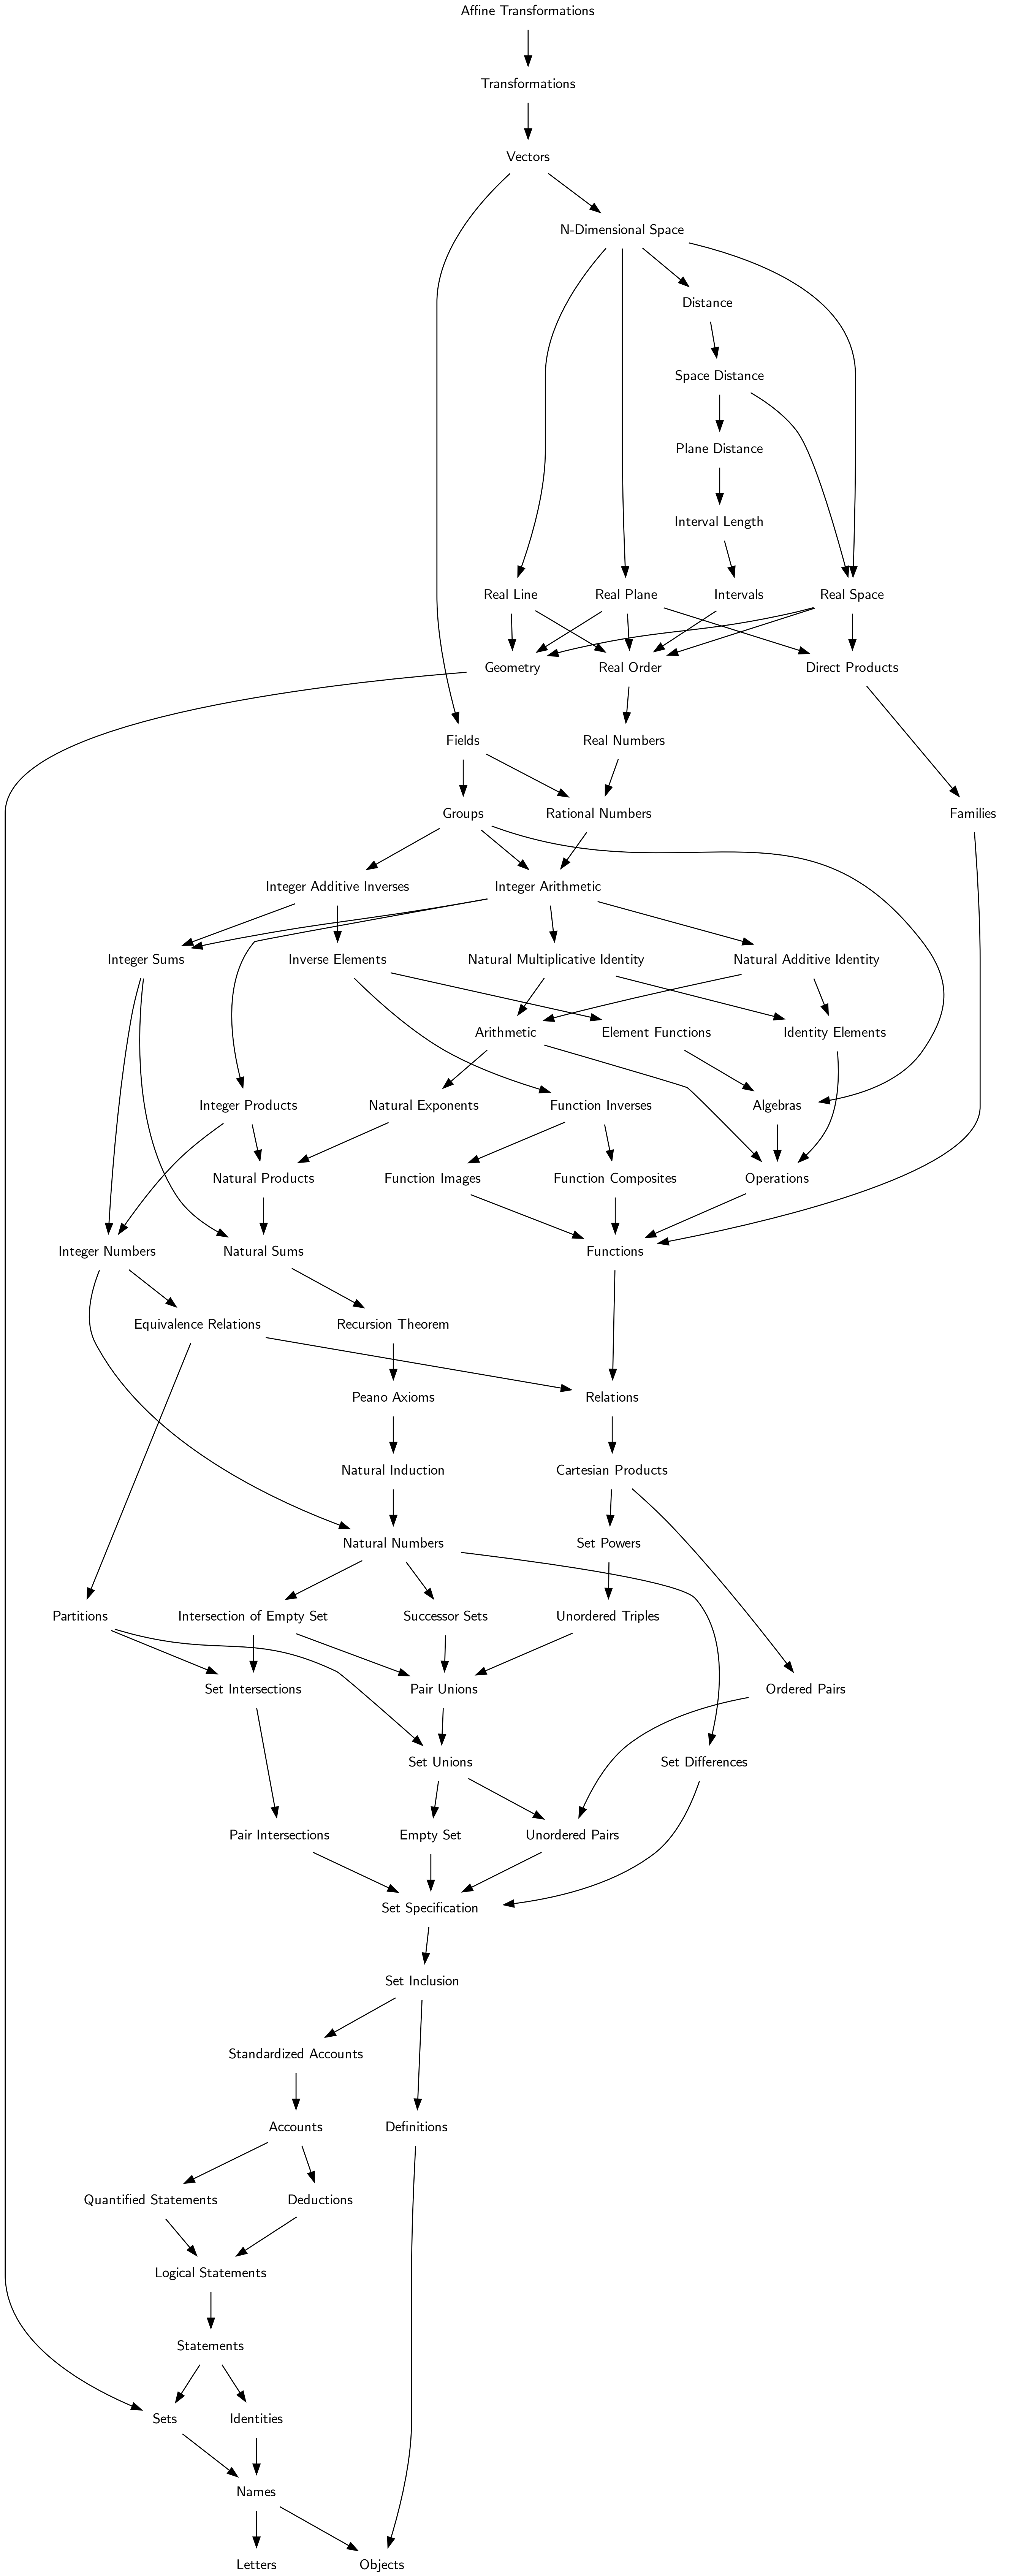 Affine Transformations
Transformations
Vectors
N-Dimensional Space
Distance
Space Distance
Plane Distance
Interval Length
Real Line
Real Plane
Intervals
Real Space
Geometry
Real Order
Direct Products
Fields
Real Numbers
Groups
Rational Numbers
Families
Integer Additive Inverses
Integer Arithmetic
Integer Sums
Inverse Elements
Natural Multiplicative Identity
Natural Additive Identity
Arithmetic
Element Functions
Identity Elements
Integer Products
Natural Exponents
Function Inverses
Algebras
Natural Products
Function Images
Function Composites
Operations
Integer Numbers
Natural Sums
Functions
Equivalence Relations
Recursion Theorem
Peano Axioms
Relations
Natural Induction
Cartesian Products
Natural Numbers
Set Powers
Partitions
Intersection of Empty Set
Successor Sets
Unordered Triples
Set Intersections
Pair Unions
Ordered Pairs
Set Unions
Set Differences
Pair Intersections
Empty Set
Unordered Pairs
Set Specification
Set Inclusion
Standardized Accounts
Accounts
Definitions
Quantified Statements
Deductions
Logical Statements
Statements
Sets
Identities
Names
Letters
Objects